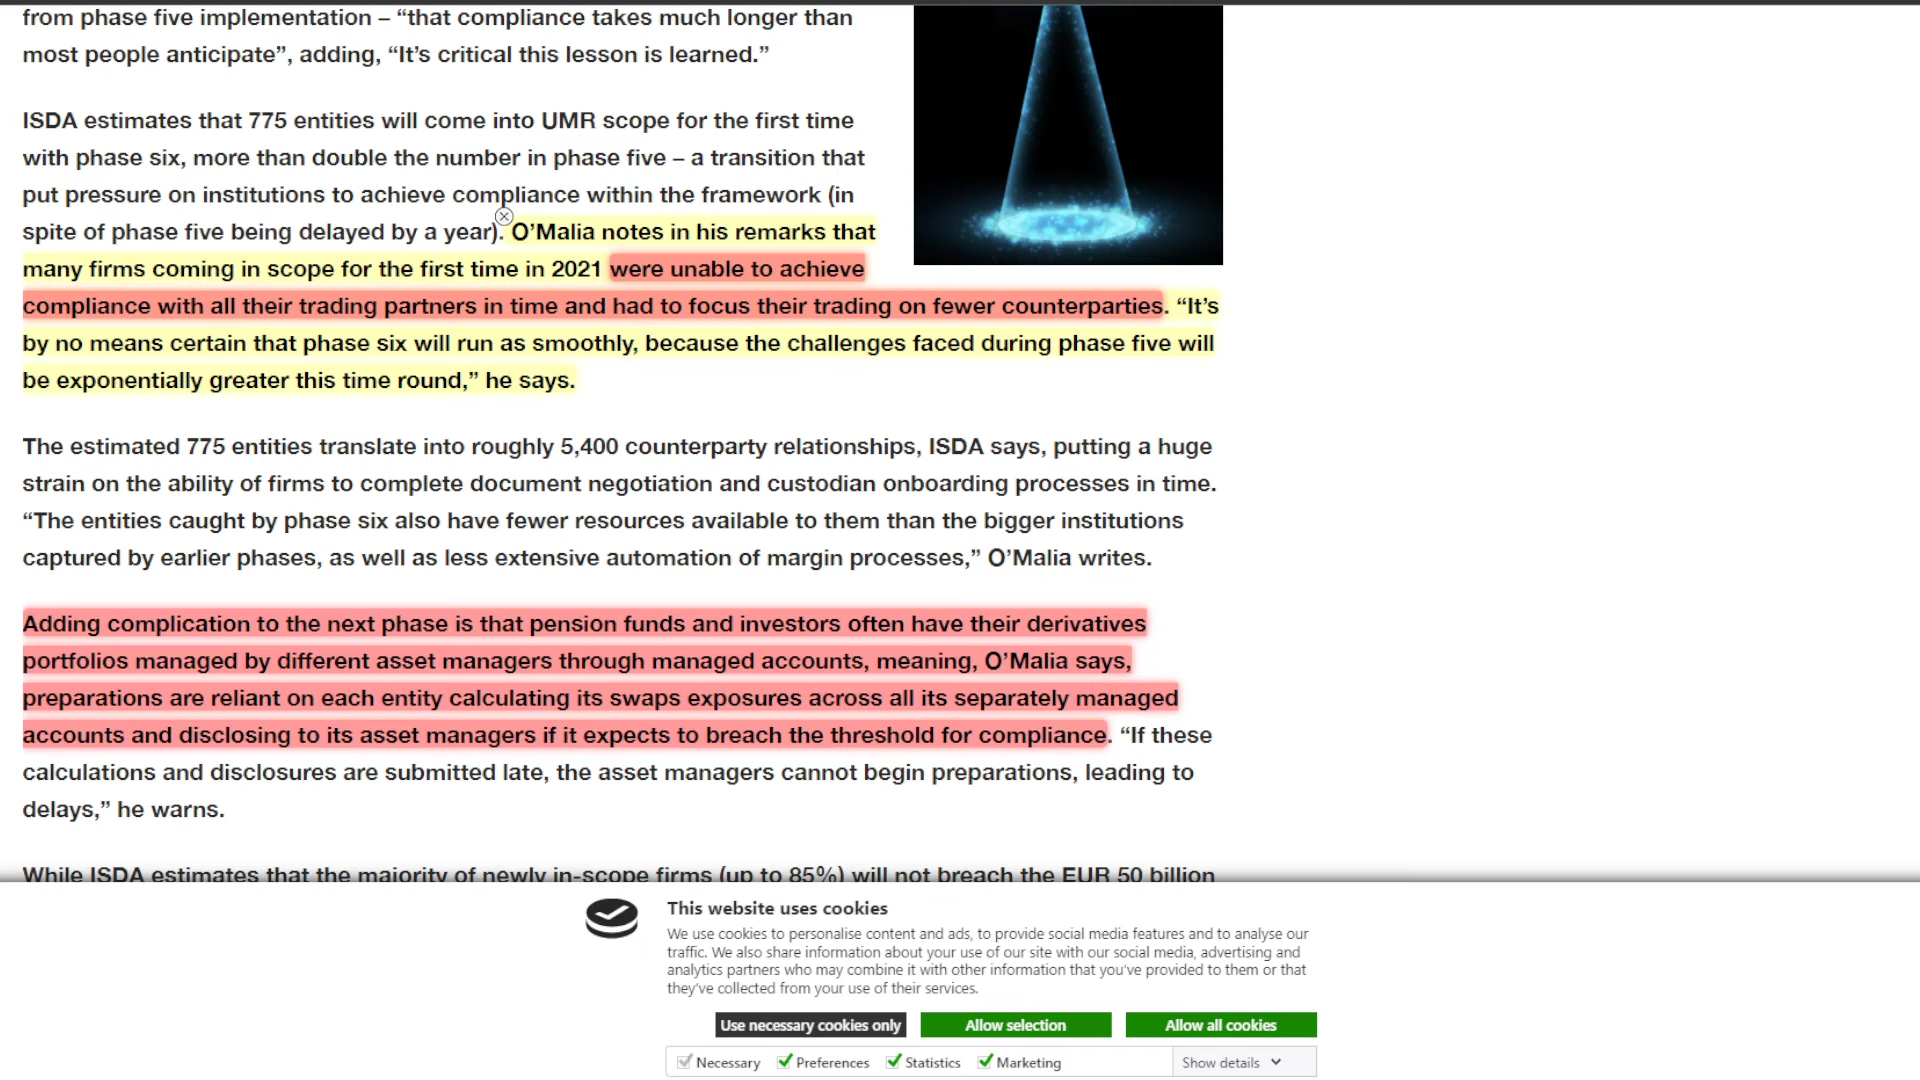 from phase five implementation – “that compliance takes much longer than
most people anticipate”, adding, “It’s critical this lesson is learned.”
ISDA estimates that 775 entities will come into UMR scope for the first time
with phase six, more than double the number in phase five – a transition that
put pressure on institutions to achieve compliance within the framework (in
spite of phase five being delayed by a year). O’Malia notes in his remarks that
many firms coming in scope for the first time in 2021 were unable to achieve
compliance with all their trading partners in time and had to focus their trading on fewer counterparties. “It’s
by no means certain that phase six will run as smoothly, because the challenges faced during phase five will
be exponentially greater this time round,” he says.
The estimated 775 entities translate into roughly 5,400 counterparty relationships, ISDA says, putting a huge
strain on the ability of firms to complete document negotiation and custodian onboarding processes in time.
“The entities caught by phase six also have fewer resources available to them than the bigger institutions
captured by earlier phases, as well as less extensive automation of margin processes,” O’Malia writes.
Adding complication to the next phase is that pension funds and investors often have their derivatives
portfolios managed by different asset managers through managed accounts, meaning, O’Malia says,
preparations are reliant on each entity calculating its swaps exposures across all its separately managed
accounts and disclosing to its asset managers if it expects to breach the threshold for compliance. “If these
calculations and disclosures are submitted late, the asset managers cannot begin preparations, leading to
delays,” he warns.
While ISDA estimates that the majority of newly in-scope firms (up to 85%) will not breach the EUR 50 billion
This website uses cookies
We use cookies to personalise content and ads, to provide social media features and to analyse our
traffic. We also share information about your use of our site with our social media, advertising and
analytics partners who may combine it with other information that you’ve provided to them or that
they’ve collected from your use of their services.
Use necessary cookies only Allow selection Allow all cookies
Necessary Preferences Statistics Marketing Show details